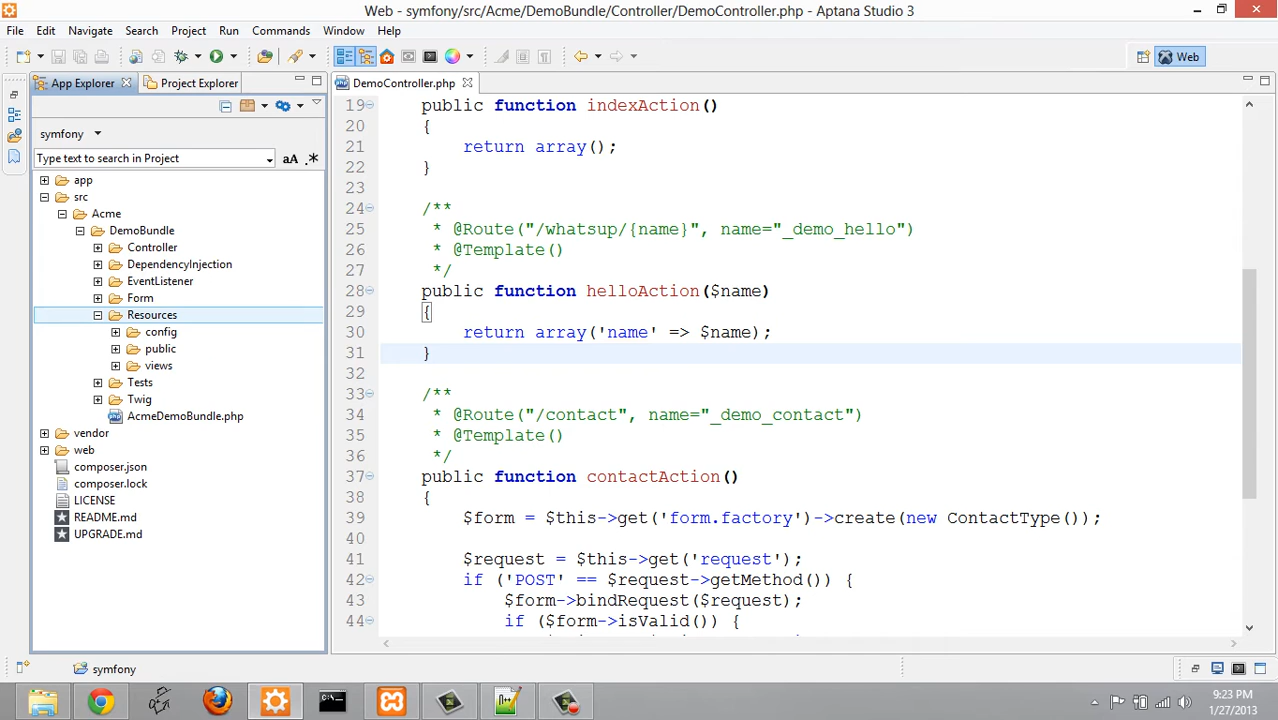 Web - symfony/src/Acme/DemoBundle/Controller/DemoController.php - Aptana Studio 3
File Edit Navigate Search Project Run Commands Window Help
Web
App Explorer
Project Explorer
DemoController.php
symfony
Type text to search in Project
aA .*
app
src
Acme
DemoBundle
Controller
DependencyInjection
EventListener
Form
Resources
config
public
views
Tests
Twig
AcmeDemoBundle.php
vendor
web
composer.json
composer.lock
LICENSE
README.md
UPGRADE.md
19 public function indexAction()
20 {
21 return array();
22 }
23
24 /**
25 * @Route("/whatsup/{name}", name="_demo_hello")
26 * @Template()
27 */
28 public function helloAction($name)
29 {
30 return array('name' => $name);
31 }
32
33 /**
34 * @Route("/contact", name="_demo_contact")
35 * @Template()
36 */
37 public function contactAction()
38 {
39 $form = $this->get('form.factory')->create(new ContactType());
40
41 $request = $this->get('request');
42 if ('POST' == $request->getMethod()) {
43 $form->bindRequest($request);
44 if ($form->isValid()) {
symfony
9:23 PM
1/27/2013